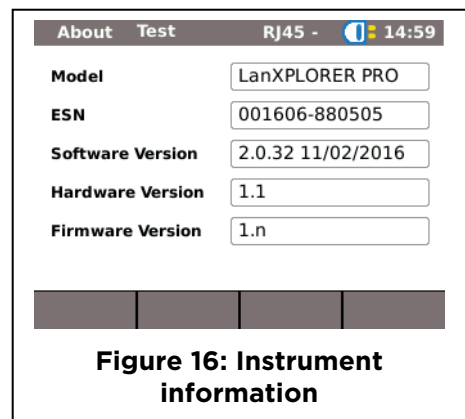 About Test RJ45 - 14:59
Model LanXPLORER PRO
ESN 001606-880505
Software Version 2.0.32 11/02/2016
Hardware Version 1.1
Firmware Version 1.n
Figure 16: Instrument
information